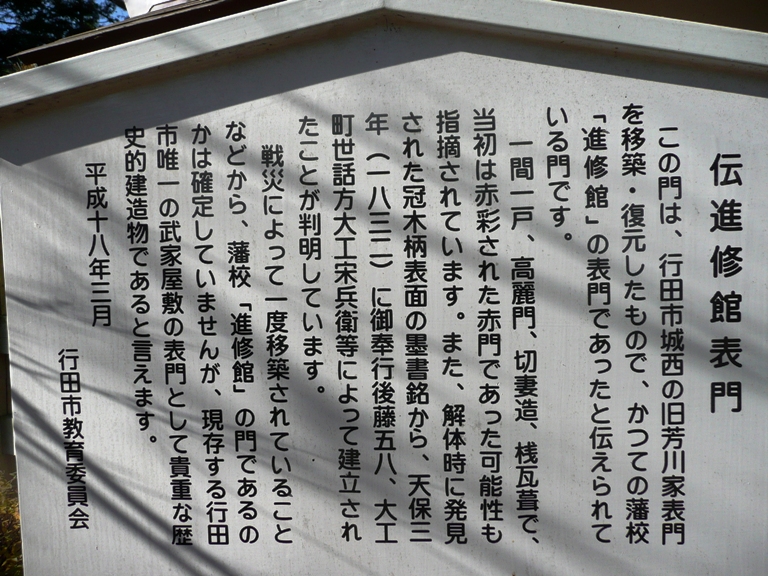 伝進修館表門
この門は、行田市城西の旧芳川家表門
を移築・復元したもので、かつての藩校
「進修館」の表門であったと伝えられて
いる門です。
一間一戸、高麗門、切妻造、桟瓦葺で、
当初は赤彩された赤門であった可能性も
指摘されています。また、解体時に発見
された冠木柄表面の墨書銘から、天保三
年（一八三二）に御奉行後藤五八、大工
町世話方大工宋兵衛等によって建立され
たことが判明しています。
戦災によって一度移築されていること
などから、藩校「進修館」の門であるの
かは確定していませんが、現存する行田
市唯一の武家屋敷の表門として貴重な歴
史的建造物であると言えます。
平成十八年三月
行田市教育委員会